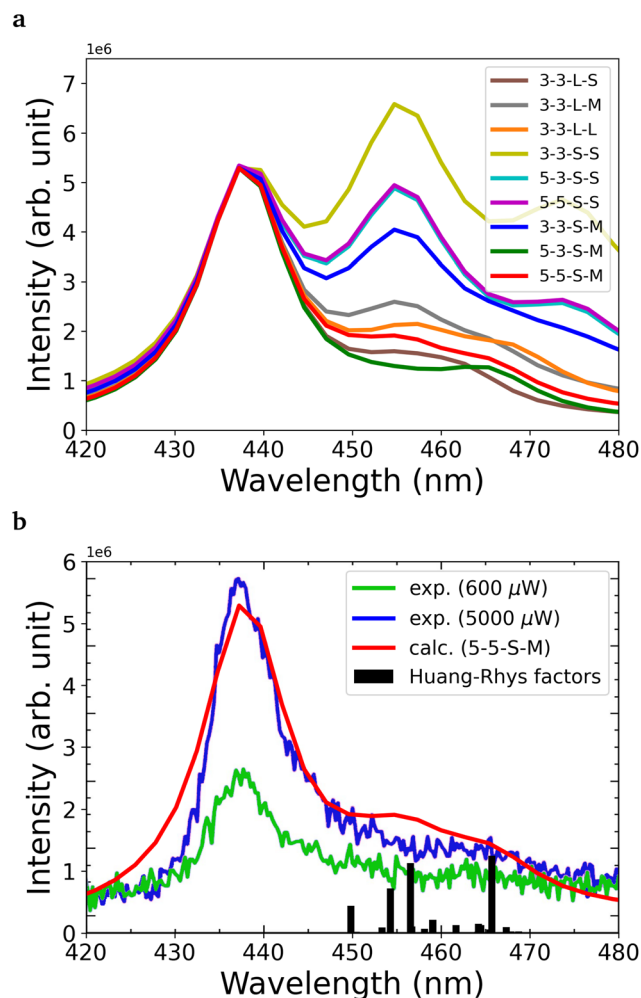 a
1e6
7
6
5
4
3
2
1
0
Intensity (arb. unit)
3-3-L-S
3-3-L-M
3-3-L-L
3-3-S-S
5-3-S-S
5-5-S-S
3-3-S-M
5-3-S-M
5-5-S-M
420 430 440 450 460 470 480
Wavelength (nm)
b
1e6
6
5
4
3
2
1
0
Intensity (arb. unit)
exp. (600 μW)
exp. (5000 μW)
calc. (5-5-S-M)
Huang-Rhys factors
420 430 440 450 460 470 480
Wavelength (nm)